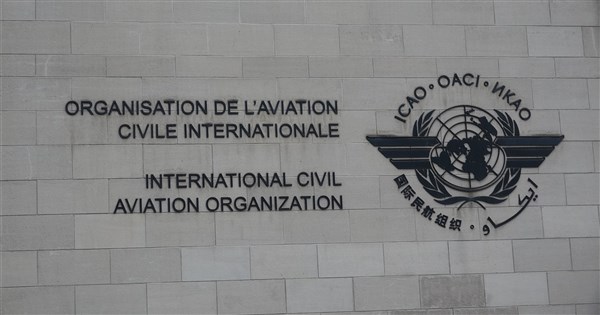 ORGANISATION DE L'AVIATION
CIVILE INTERNATIONALE
INTERNATIONAL CIVIL
AVIATION ORGANIZATION
ICAO · OACI · ИКАО
国际民航组织 · ايكاو